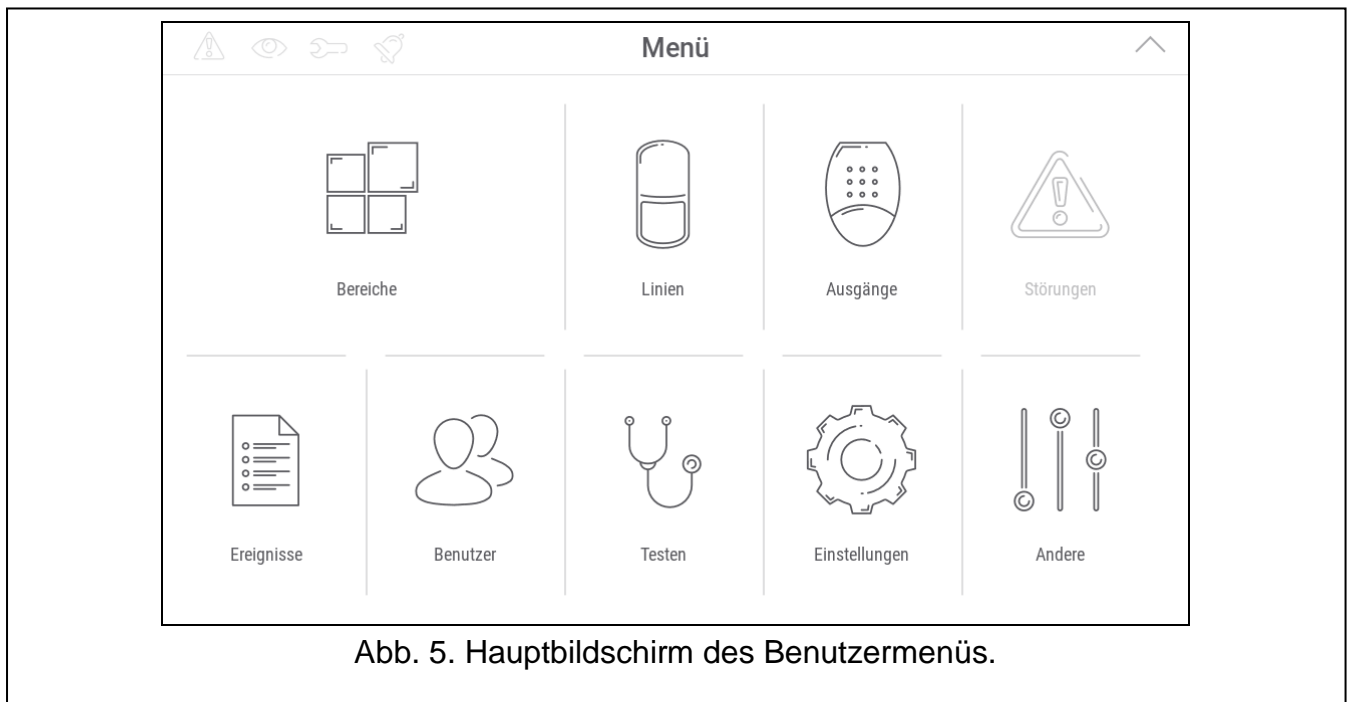 Menü
Bereiche
Linien
Ausgänge
Störungen
Ereignisse
Benutzer
Testen
Einstellungen
Andere
Abb. 5. Hauptbildschirm des Benutzermenüs.